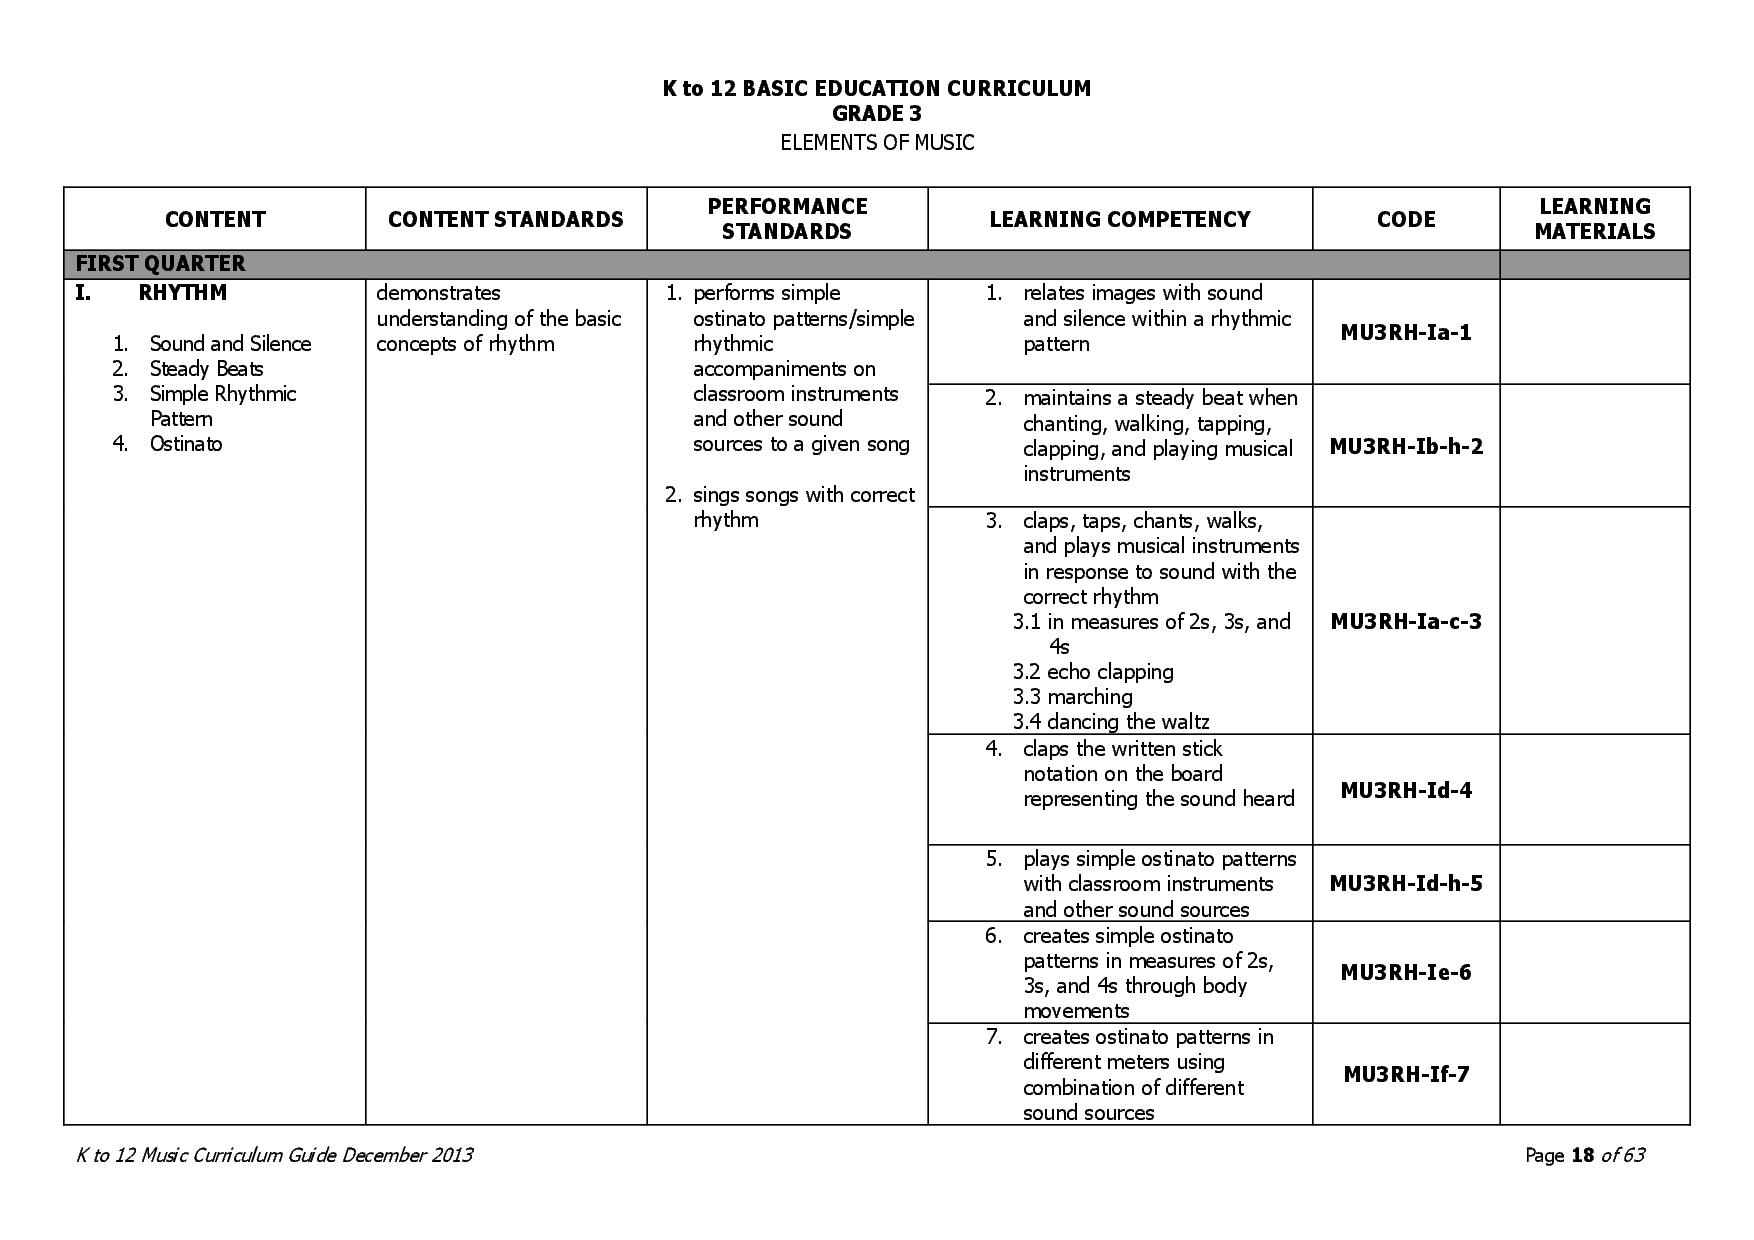 K to 12 BASIC EDUCATION CURRICULUM
GRADE 3
ELEMENTS OF MUSIC
CONTENT
CONTENT STANDARDS
PERFORMANCE
STANDARDS
LEARNING COMPETENCY
CODE
LEARNING
MATERIALS
FIRST QUARTER
I. RHYTHM
1. Sound and Silence
2. Steady Beats
3. Simple Rhythmic
Pattern
4. Ostinato
demonstrates
understanding of the basic
concepts of rhythm
1. performs simple
ostinato patterns/simple
rhythmic
accompaniments on
classroom instruments
and other sound
sources to a given song
2. sings songs with correct
rhythm
1. relates images with sound
and silence within a rhythmic
pattern
MU3RH-Ia-1
2. maintains a steady beat when
chanting, walking, tapping,
clapping, and playing musical
instruments
MU3RH-Ib-h-2
3. claps, taps, chants, walks,
and plays musical instruments
in response to sound with the
correct rhythm
3.1 in measures of 2s, 3s, and
4s
3.2 echo clapping
3.3 marching
3.4 dancing the waltz
MU3RH-Ia-c-3
4. claps the written stick
notation on the board
representing the sound heard
MU3RH-Id-4
5. plays simple ostinato patterns
with classroom instruments
and other sound sources
MU3RH-Id-h-5
6. creates simple ostinato
patterns in measures of 2s,
3s, and 4s through body
movements
MU3RH-Ie-6
7. creates ostinato patterns in
different meters using
combination of different
sound sources
MU3RH-If-7
K to 12 Music Curriculum Guide December 2013
Page 18 of 63